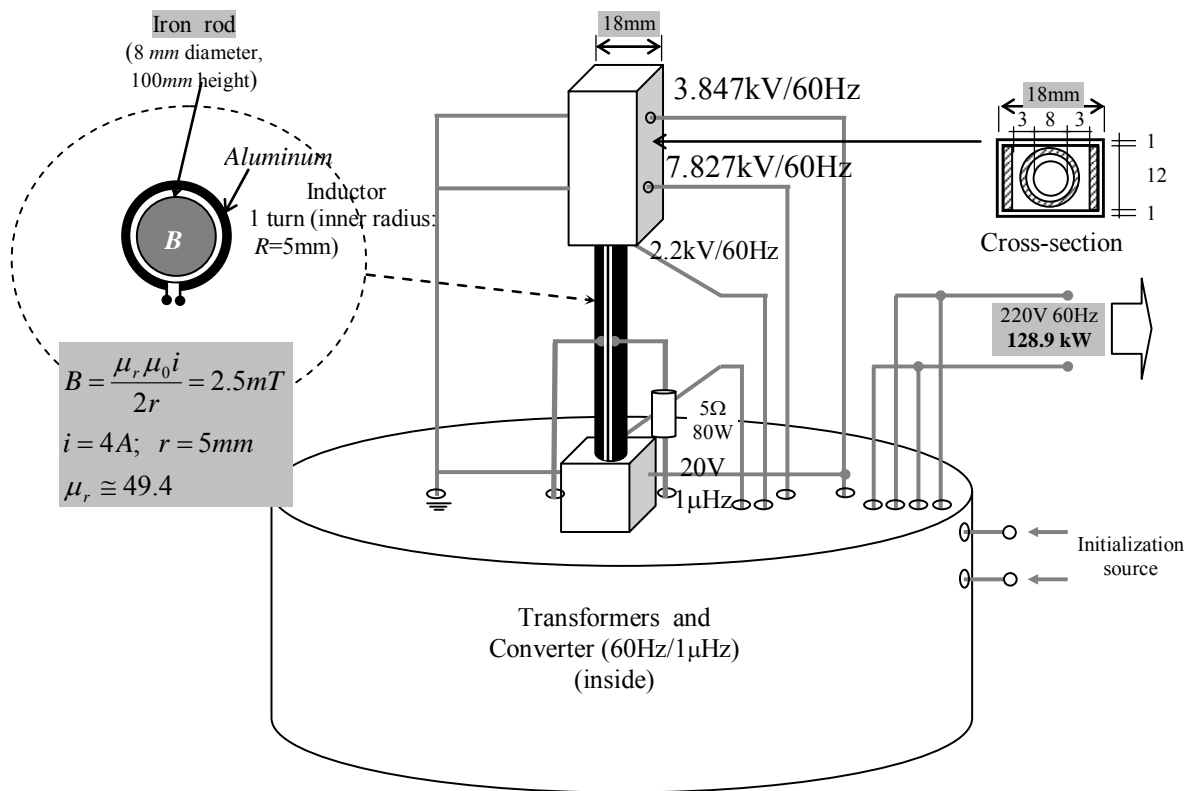 Iron rod
(8 mm diameter,
100mm height)
Aluminum
Inductor
1 turn (inner radius:
R=5mm)
B
B = μrμ0i / 2r = 2.5mT
i = 4A; r = 5mm
μr ≅ 49.4
18mm
3.847kV/60Hz
7.827kV/60Hz
2.2kV/60Hz
18mm
3 8 3
1
12
1
Cross-section
220V 60Hz
128.9 kW
5Ω
80W
20V
1μHz
Initialization
source
Transformers and
Converter (60Hz/1μHz)
(inside)